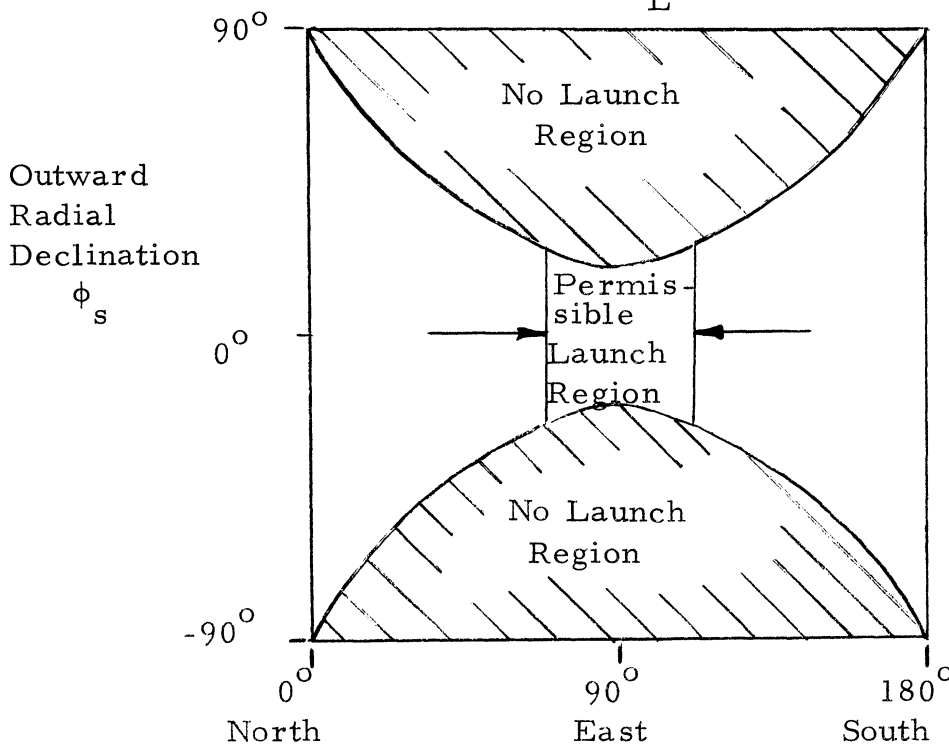 L
90°
No Launch
Region
Outward
Radial
Declination
ϕs
Permis-
sible
0°
Launch
Region
No Launch
Region
-90°
0° 90° 180°
North East South